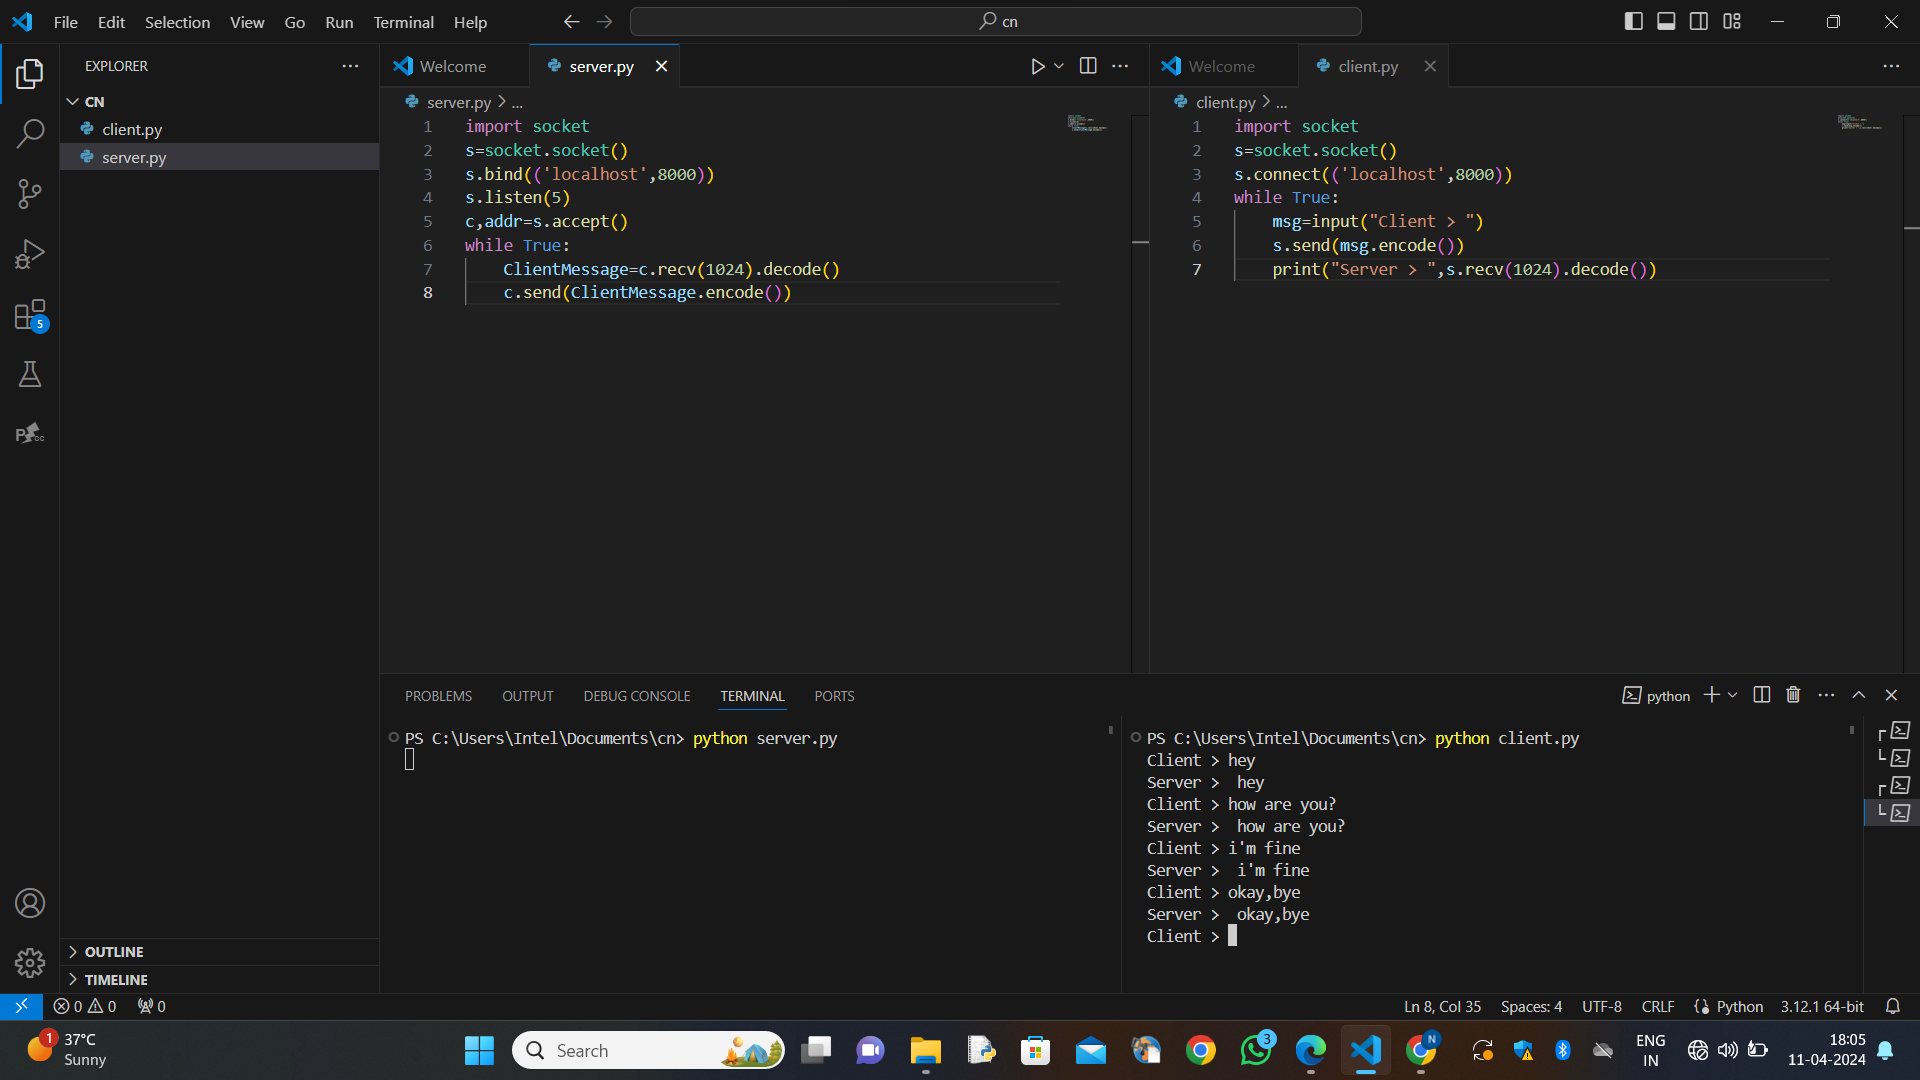 File Edit Selection View Go Run Terminal Help
cn
EXPLORER
CN
client.py
server.py
OUTLINE
TIMELINE
5
Welcome
server.py
server.py > ...
1 import socket
2 s=socket.socket()
3 s.bind(('localhost',8000))
4 s.listen(5)
5 c,addr=s.accept()
6 while True:
7 ClientMessage=c.recv(1024).decode()
8 c.send(ClientMessage.encode())
Welcome
client.py
client.py > ...
1 import socket
2 s=socket.socket()
3 s.connect(('localhost',8000))
4 while True:
5 msg=input("Client > ")
6 s.send(msg.encode())
7 print("Server > ",s.recv(1024).decode())
PROBLEMS OUTPUT DEBUG CONSOLE TERMINAL PORTS
python
PS C:\Users\Intel\Documents\cn> python server.py
PS C:\Users\Intel\Documents\cn> python client.py
Client > hey
Server >  hey
Client > how are you?
Server >  how are you?
Client > i'm fine
Server >  i'm fine
Client > okay,bye
Server >  okay,bye
Client >
0 0 0
Ln 8, Col 35 Spaces: 4 UTF-8 CRLF Python 3.12.1 64-bit
1
37°C
Sunny
Search
3
N
ENG
IN
18:05
11-04-2024